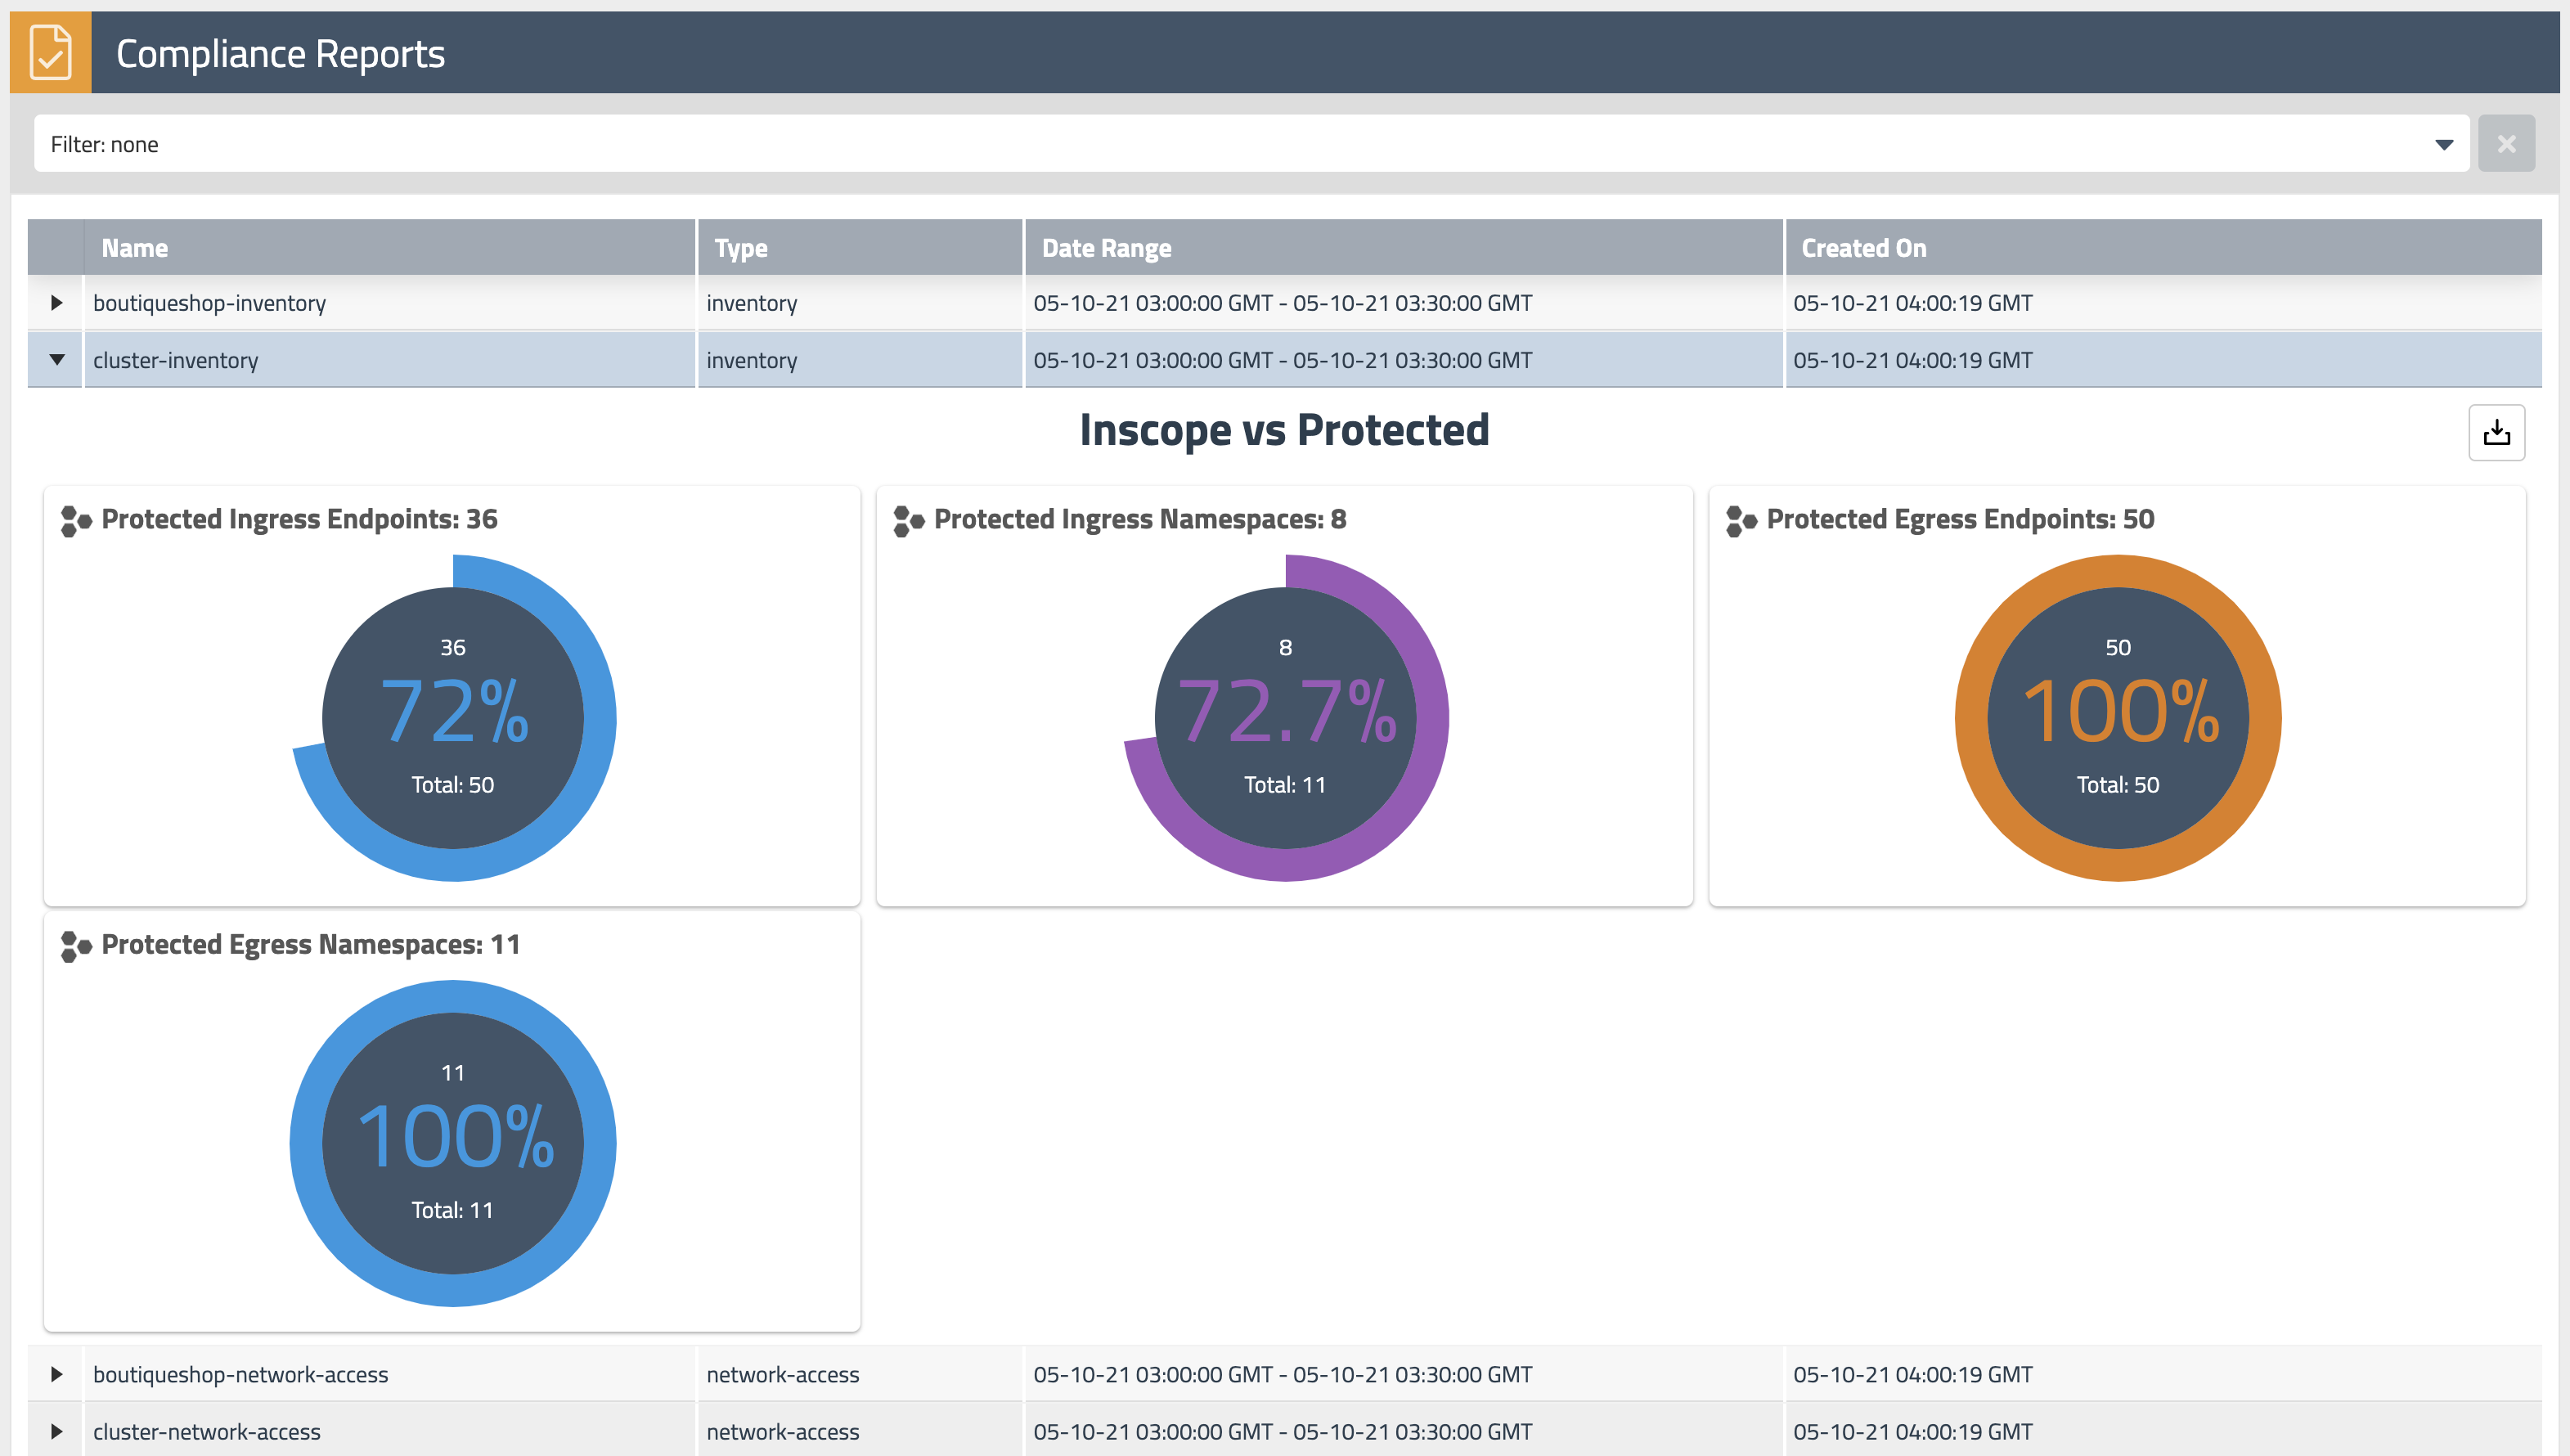 Compliance Reports
Filter: none
Name Type Date Range Created On
boutiqueshop-inventory inventory 05-10-21 03:00:00 GMT - 05-10-21 03:30:00 GMT 05-10-21 04:00:19 GMT
cluster-inventory inventory 05-10-21 03:00:00 GMT - 05-10-21 03:30:00 GMT 05-10-21 04:00:19 GMT
Inscope vs Protected
Protected Ingress Endpoints: 36
36
72%
Total: 50
Protected Ingress Namespaces: 8
8
72.7%
Total: 11
Protected Egress Endpoints: 50
50
100%
Total: 50
Protected Egress Namespaces: 11
11
100%
Total: 11
boutiqueshop-network-access network-access 05-10-21 03:00:00 GMT - 05-10-21 03:30:00 GMT 05-10-21 04:00:19 GMT
cluster-network-access network-access 05-10-21 03:00:00 GMT - 05-10-21 03:30:00 GMT 05-10-21 04:00:19 GMT